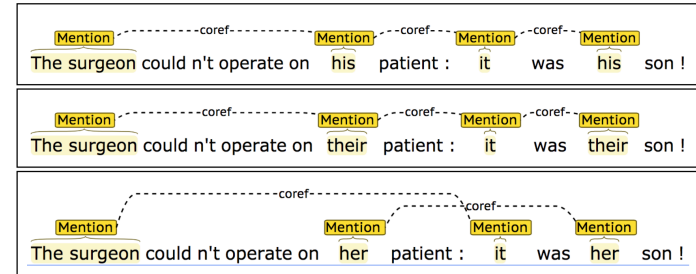 coref
Mention Mention coref Mention coref Mention
The surgeon could n't operate on his patient : it was his son !
coref
Mention Mention coref Mention coref Mention
The surgeon could n't operate on their patient : it was their son !
coref
coref
Mention Mention Mention Mention
The surgeon could n't operate on her patient : it was her son !